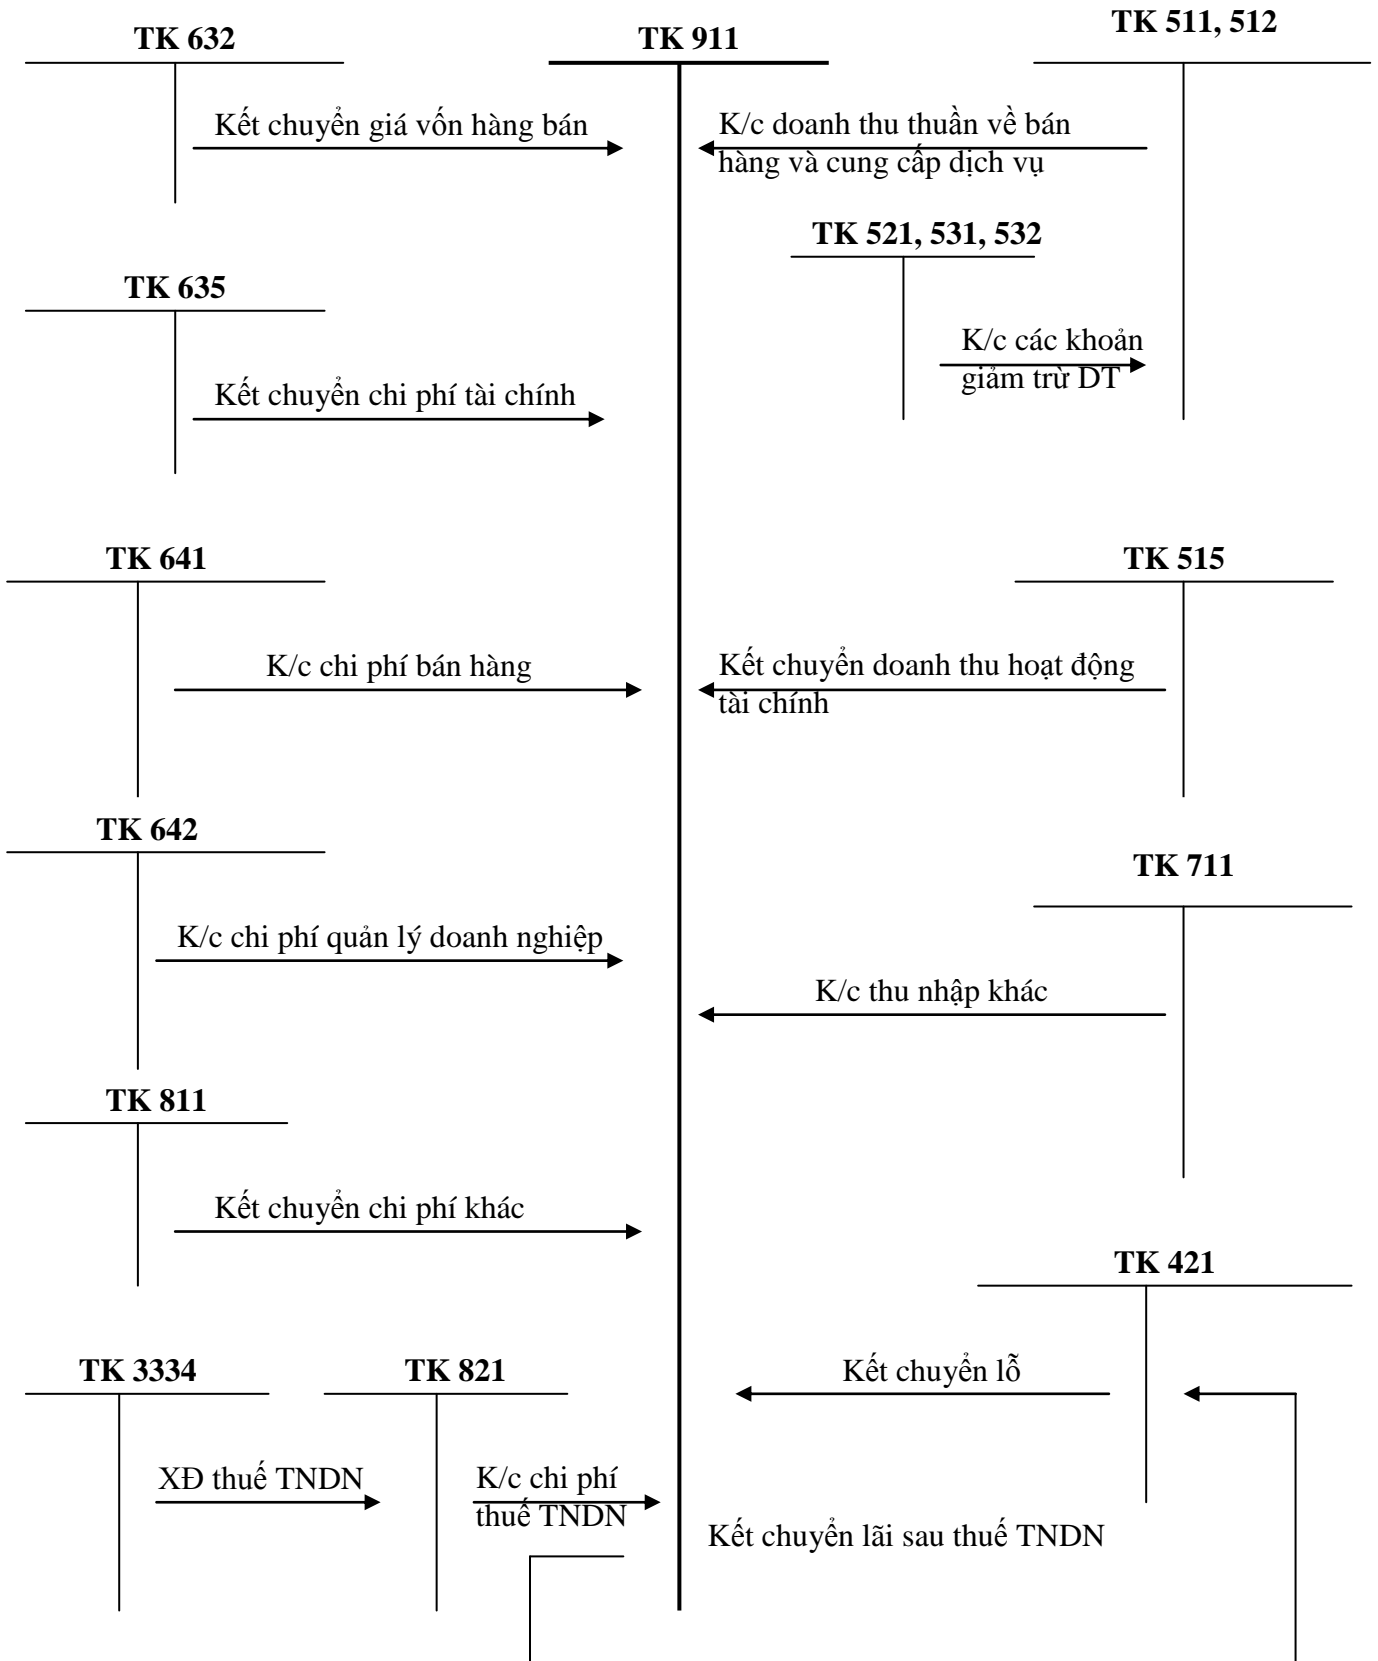 TK 632
TK 911
TK 511, 512
Kết chuyển giá vốn hàng bán
K/c doanh thu thuần về bán
hàng và cung cấp dịch vụ
TK 521, 531, 532
TK 635
K/c các khoản
giảm trừ DT
Kết chuyển chi phí tài chính
TK 641
TK 515
K/c chi phí bán hàng
Kết chuyển doanh thu hoạt động
tài chính
TK 642
TK 711
K/c chi phí quản lý doanh nghiệp
K/c thu nhập khác
TK 811
Kết chuyển chi phí khác
TK 421
TK 3334
TK 821
Kết chuyển lỗ
XĐ thuế TNDN
K/c chi phí
thuế TNDN
Kết chuyển lãi sau thuế TNDN